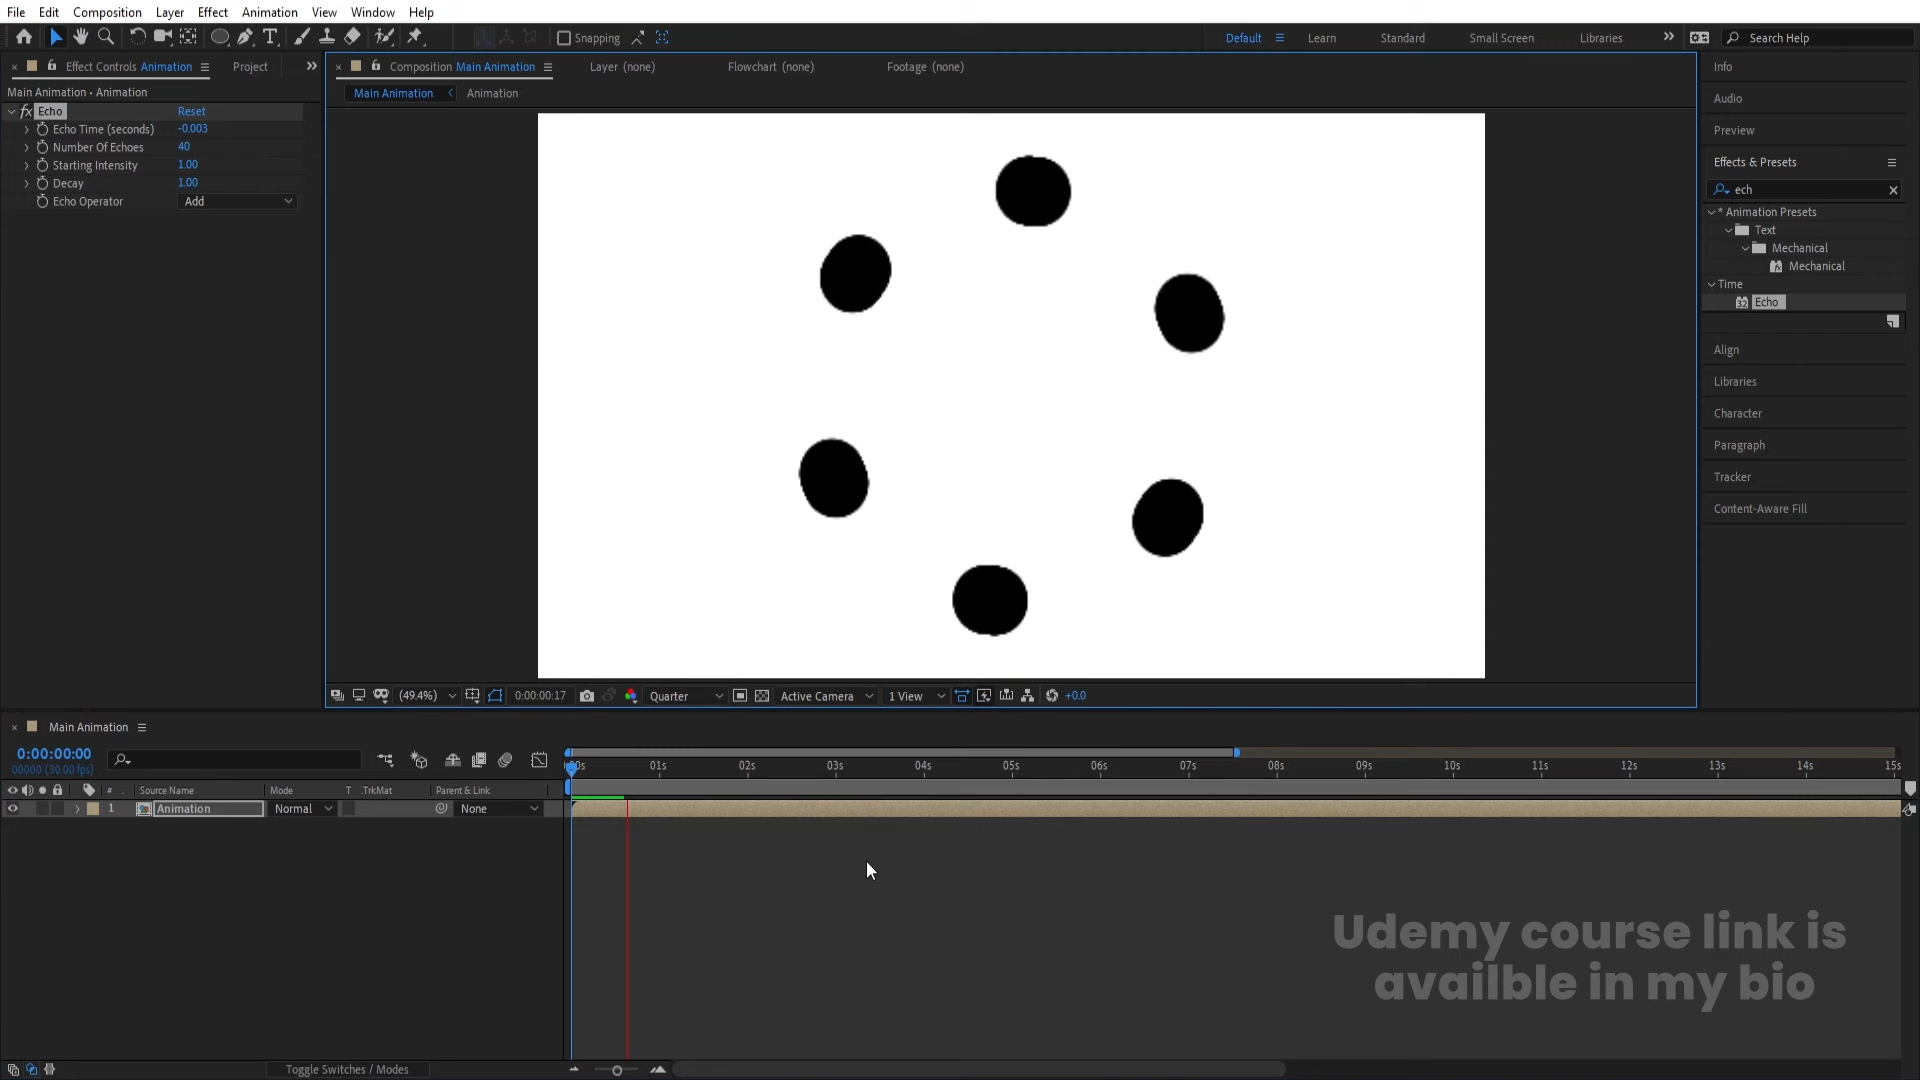 File Edit Composition Layer Effect Animation View Window Help
Snapping
Default Learn Standard Small Screen Libraries Search Help
Effect Controls Animation Project
Main Animation • Animation
fx Echo Reset
Echo Time (seconds) -0.003
Number Of Echoes 40
Starting Intensity 1.00
Decay 1.00
Echo Operator Add
Composition Main Animation Layer (none) Flowchart (none) Footage (none)
Main Animation Animation
Info
Audio
Preview
Effects & Presets
ech
* Animation Presets
Text
Mechanical
Mechanical
Time
32 Echo
Align
Libraries
Character
Paragraph
Tracker
Content-Aware Fill
(49.4%) 0:00:00:17 Quarter Active Camera 1 View +0.0
Main Animation
0:00:00:00
00000 (30.00 fps)
00s 01s 02s 03s 04s 05s 06s 07s 08s 09s 10s 11s 12s 13s 14s 15s
# . Source Name Mode T .TrkMat Parent & Link
1 Animation Normal None
Udemy course link is
availble in my bio
Toggle Switches / Modes